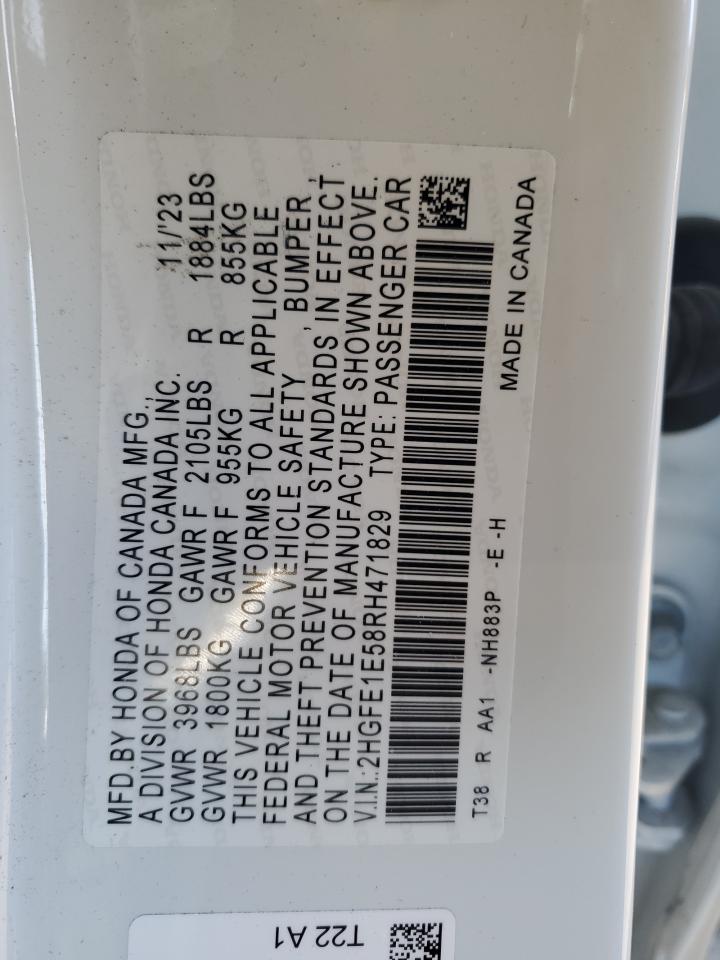 MFD.BY HONDA OF CANADA MFG.,
A DIVISION OF HONDA CANADA INC. 11/'23
GVWR 3968LBS GAWR F 2105LBS R 1884LBS
GVWR 1800KG GAWR F 955KG R 855KG
THIS VEHICLE CONFORMS TO ALL APPLICABLE
FEDERAL MOTOR VEHICLE SAFETY, BUMPER,
AND THEFT PREVENTION STANDARDS IN EFFECT
ON THE DATE OF MANUFACTURE SHOWN ABOVE.
V.I.N.:2HGFE1E58RH471829 TYPE: PASSENGER CAR
T38 R AA1 -NH883P -E -H
MADE IN CANADA
T22 A1